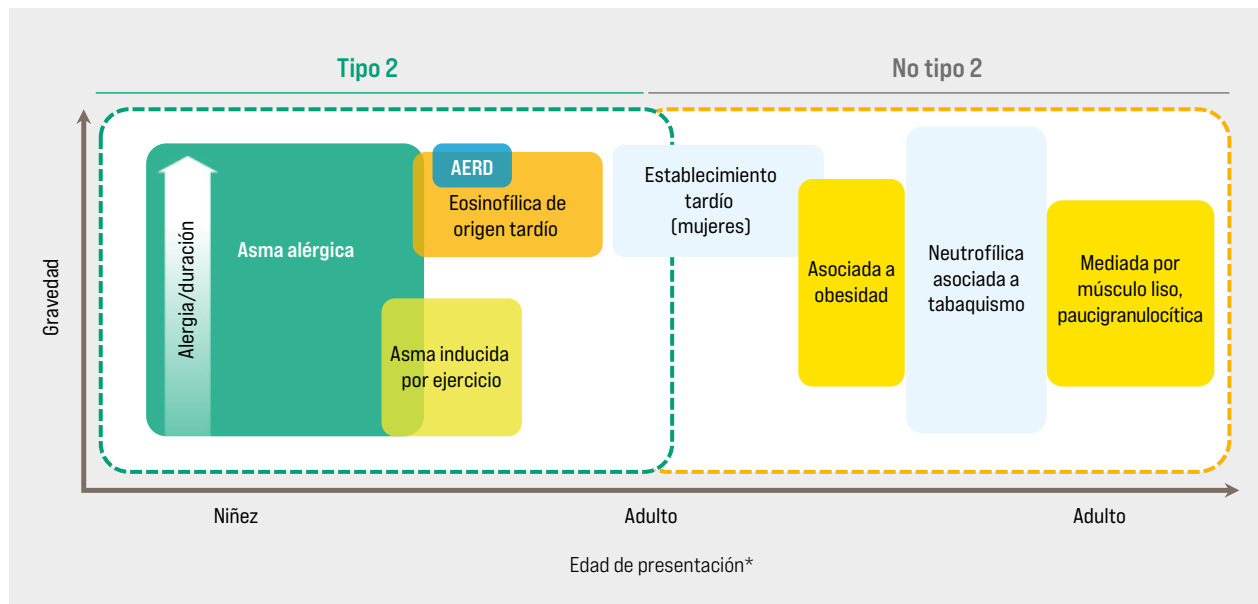 Tipo 2
No tipo 2
Gravedad
Alergia/duración
Asma alérgica
AERD
Eosinofílica de
origen tardío
Asma inducida
por ejercicio
Establecimiento
tardío
(mujeres)
Asociada a
obesidad
Neutrofílica
asociada a
tabaquismo
Mediada por
músculo liso,
paucigranulocítica
Niñez
Adulto
Adulto
Edad de presentación*